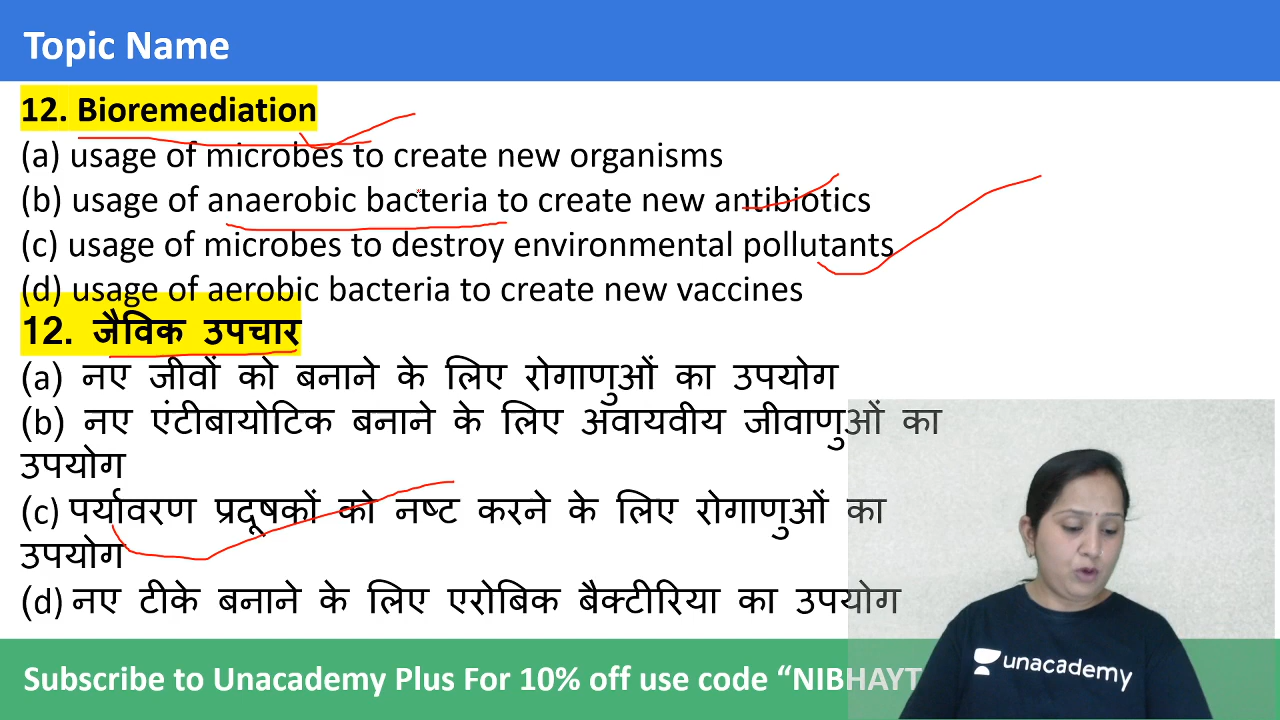 Topic Name
12. Bioremediation
(a) usage of microbes to create new organisms
(b) usage of anaerobic bacteria to create new antibiotics
(c) usage of microbes to destroy environmental pollutants
(d) usage of aerobic bacteria to create new vaccines
12. जैविक उपचार
(a) नए जीवों को बनाने के लिए रोगाणुओं का उपयोग
(b) नए एंटीबायोटिक बनाने के लिए अवायवीय जीवाणुओं का
उपयोग
(c) पर्यावरण प्रदूषकों को नष्ट करने के लिए रोगाणुओं का
उपयोग
(d) नए टीके बनाने के लिए एरोबिक बैक्टीरिया का उपयोग
Subscribe to Unacademy Plus For 10% off use code “NIBHAYT
unacademy